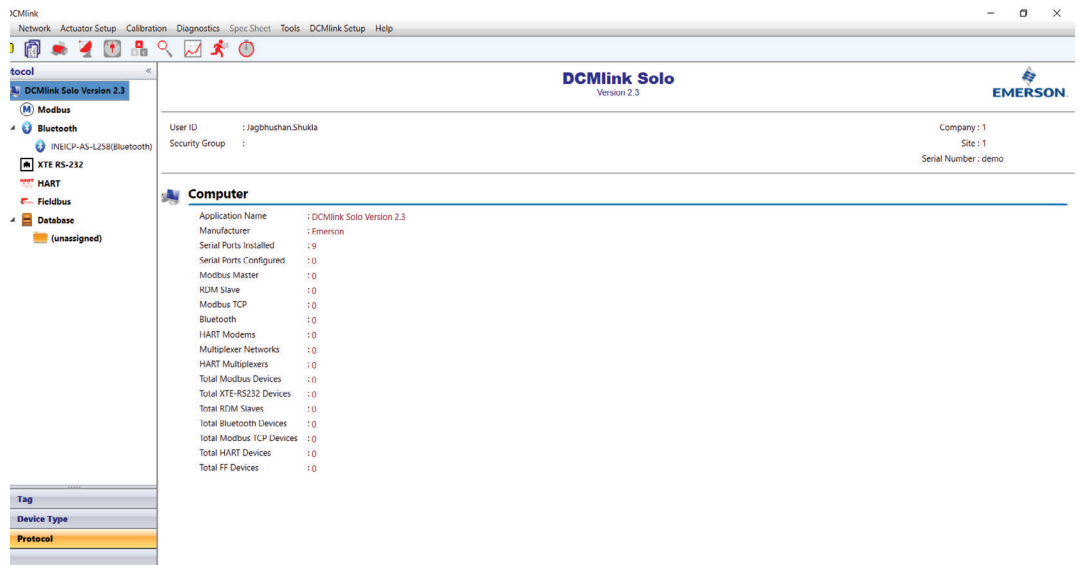 DCMlink
Network Actuator Setup Calibration Diagnostics Spec Sheet Tools DCMlink Setup Help
tocol
DCMlink Solo Version 2.3
Modbus
Bluetooth
INEICP-AS-L258(Bluetooth)
XTE RS-232
HART
Fieldbus
Database
(unassigned)
Tag
Device Type
Protocol
DCMlink Solo
Version 2.3
EMERSON.
User ID : Jagbhushan.Shukla
Security Group :
Company : 1
Site : 1
Serial Number : demo
Computer
Application Name : DCMlink Solo Version 2.3
Manufacturer : Emerson
Serial Ports Installed : 9
Serial Ports Configured : 0
Modbus Master : 0
RDM Slave : 0
Modbus TCP : 0
Bluetooth : 0
HART Modems : 0
Multiplexer Networks : 0
HART Multiplexers : 0
Total Modbus Devices : 0
Total XTE-RS232 Devices : 0
Total RDM Slaves : 0
Total Bluetooth Devices : 0
Total Modbus TCP Devices : 0
Total HART Devices : 0
Total FF Devices : 0